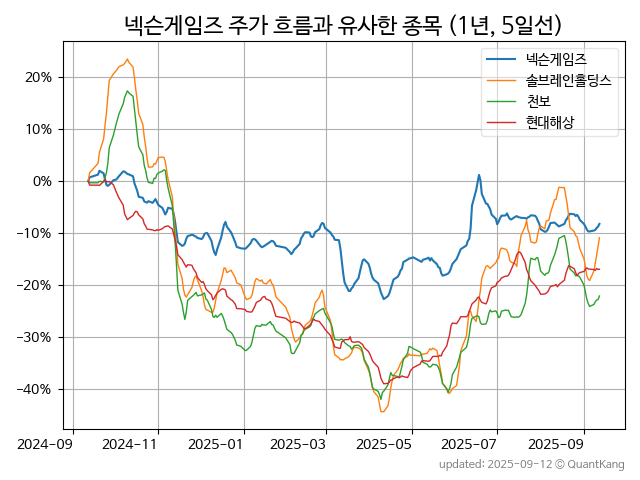 넥슨게임즈 주가 흐름과 유사한 종목 (1년, 5일선)
넥슨게임즈
솔브레인홀딩스
천보
현대해상
20%
10%
0%
−10%
−20%
−30%
−40%
2024-09
2024-11
2025-01
2025-03
2025-05
2025-07
2025-09
updated: 2025-09-12 © QuantKang